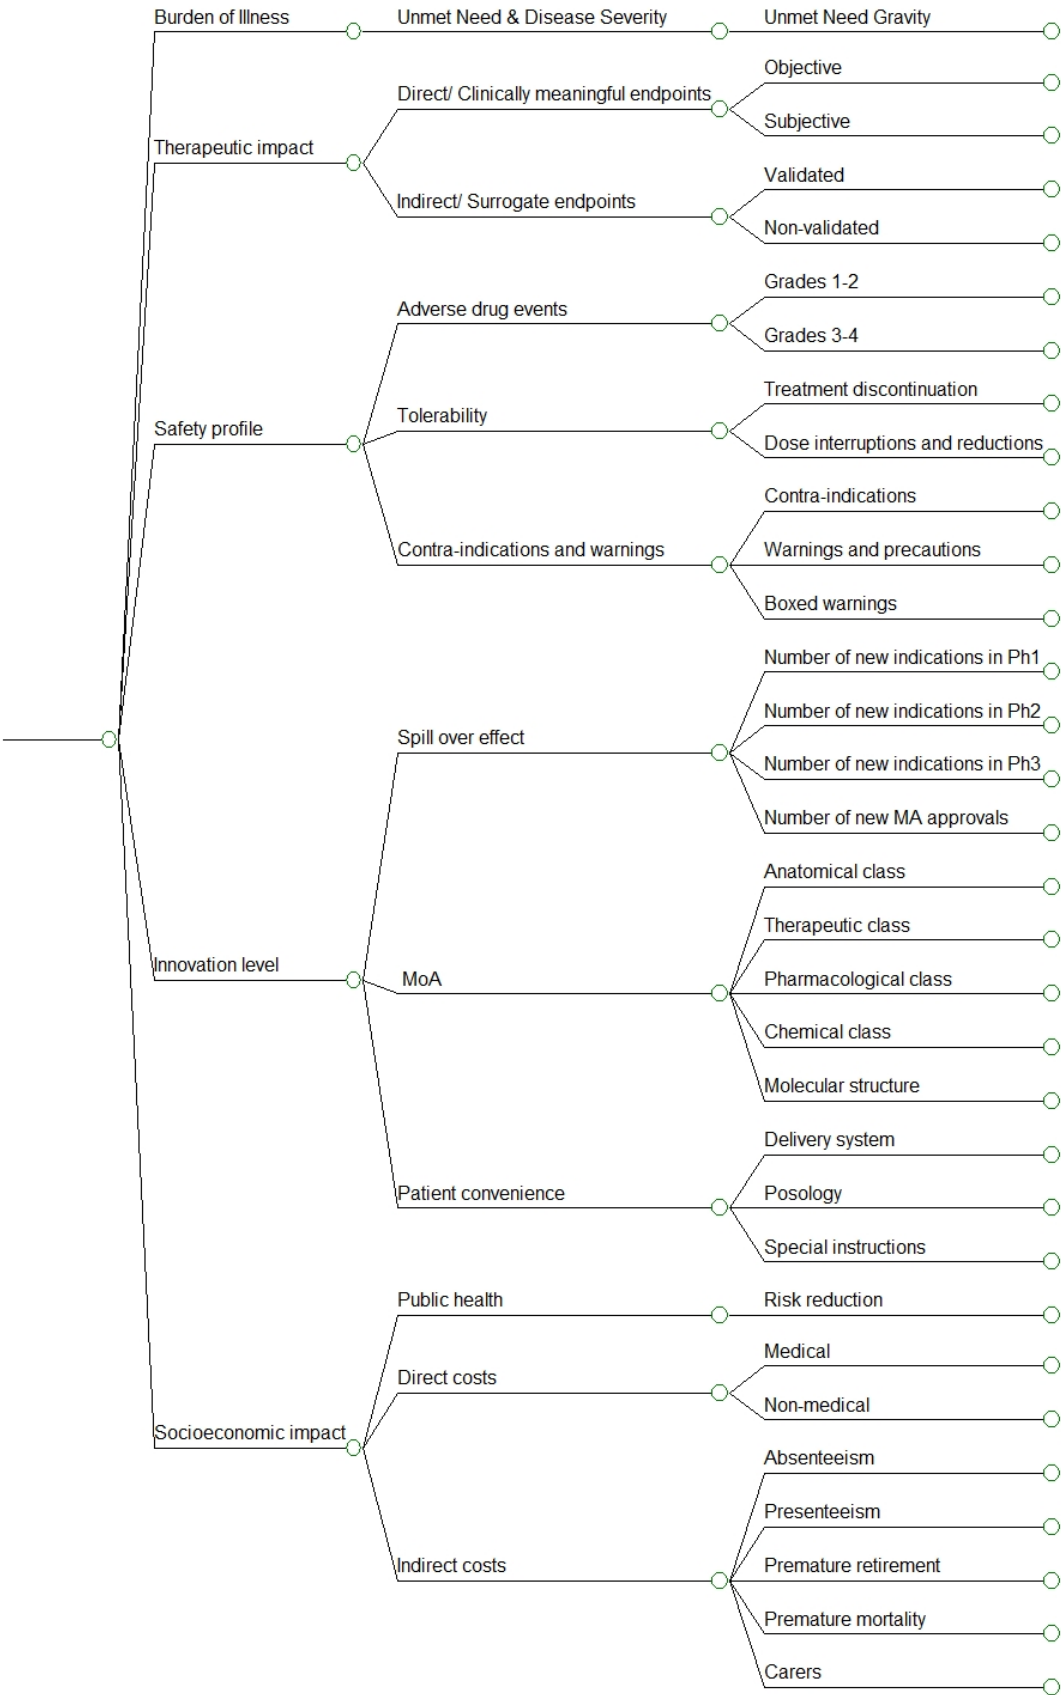 Burden of Illness
Unmet Need & Disease Severity
Unmet Need Gravity
Therapeutic impact
Direct/ Clinically meaningful endpoints
Objective
Subjective
Indirect/ Surrogate endpoints
Validated
Non-validated
Safety profile
Adverse drug events
Grades 1-2
Grades 3-4
Tolerability
Treatment discontinuation
Dose interruptions and reductions
Contra-indications and warnings
Contra-indications
Warnings and precautions
Boxed warnings
Innovation level
Spill over effect
Number of new indications in Ph1
Number of new indications in Ph2
Number of new indications in Ph3
Number of new MA approvals
MoA
Anatomical class
Therapeutic class
Pharmacological class
Chemical class
Molecular structure
Patient convenience
Delivery system
Posology
Special instructions
Socioeconomic impact
Public health
Risk reduction
Direct costs
Medical
Non-medical
Indirect costs
Absenteeism
Presenteeism
Premature retirement
Premature mortality
Carers